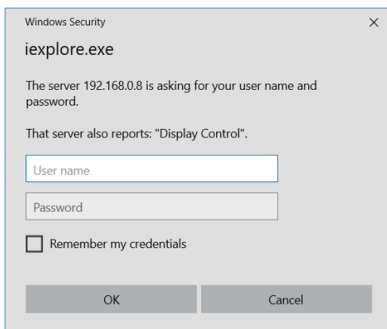 Windows Security
iexplore.exe
The server 192.168.0.8 is asking for your user name and
password.
That server also reports: "Display Control".
User name
Password
Remember my credentials
OK Cancel